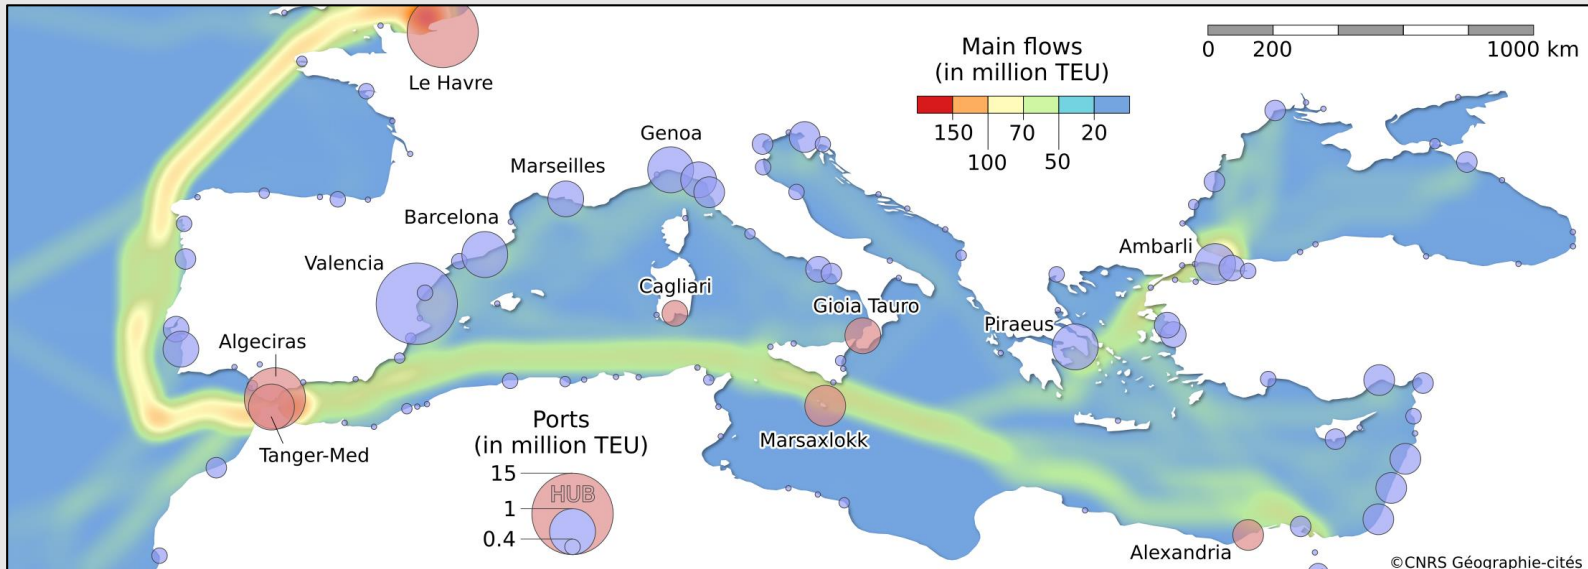 Le Havre
Main flows
(in million TEU)
150
100
70
50
20
0
200
1000 km
Genoa
Marseilles
Barcelona
Valencia
Cagliari
Gioia Tauro
Piraeus
Ambarli
Algeciras
Tanger-Med
Marsaxlokk
Alexandria
Ports
(in million TEU)
15
HUB
1
0.4
©CNRS Géographie-cités